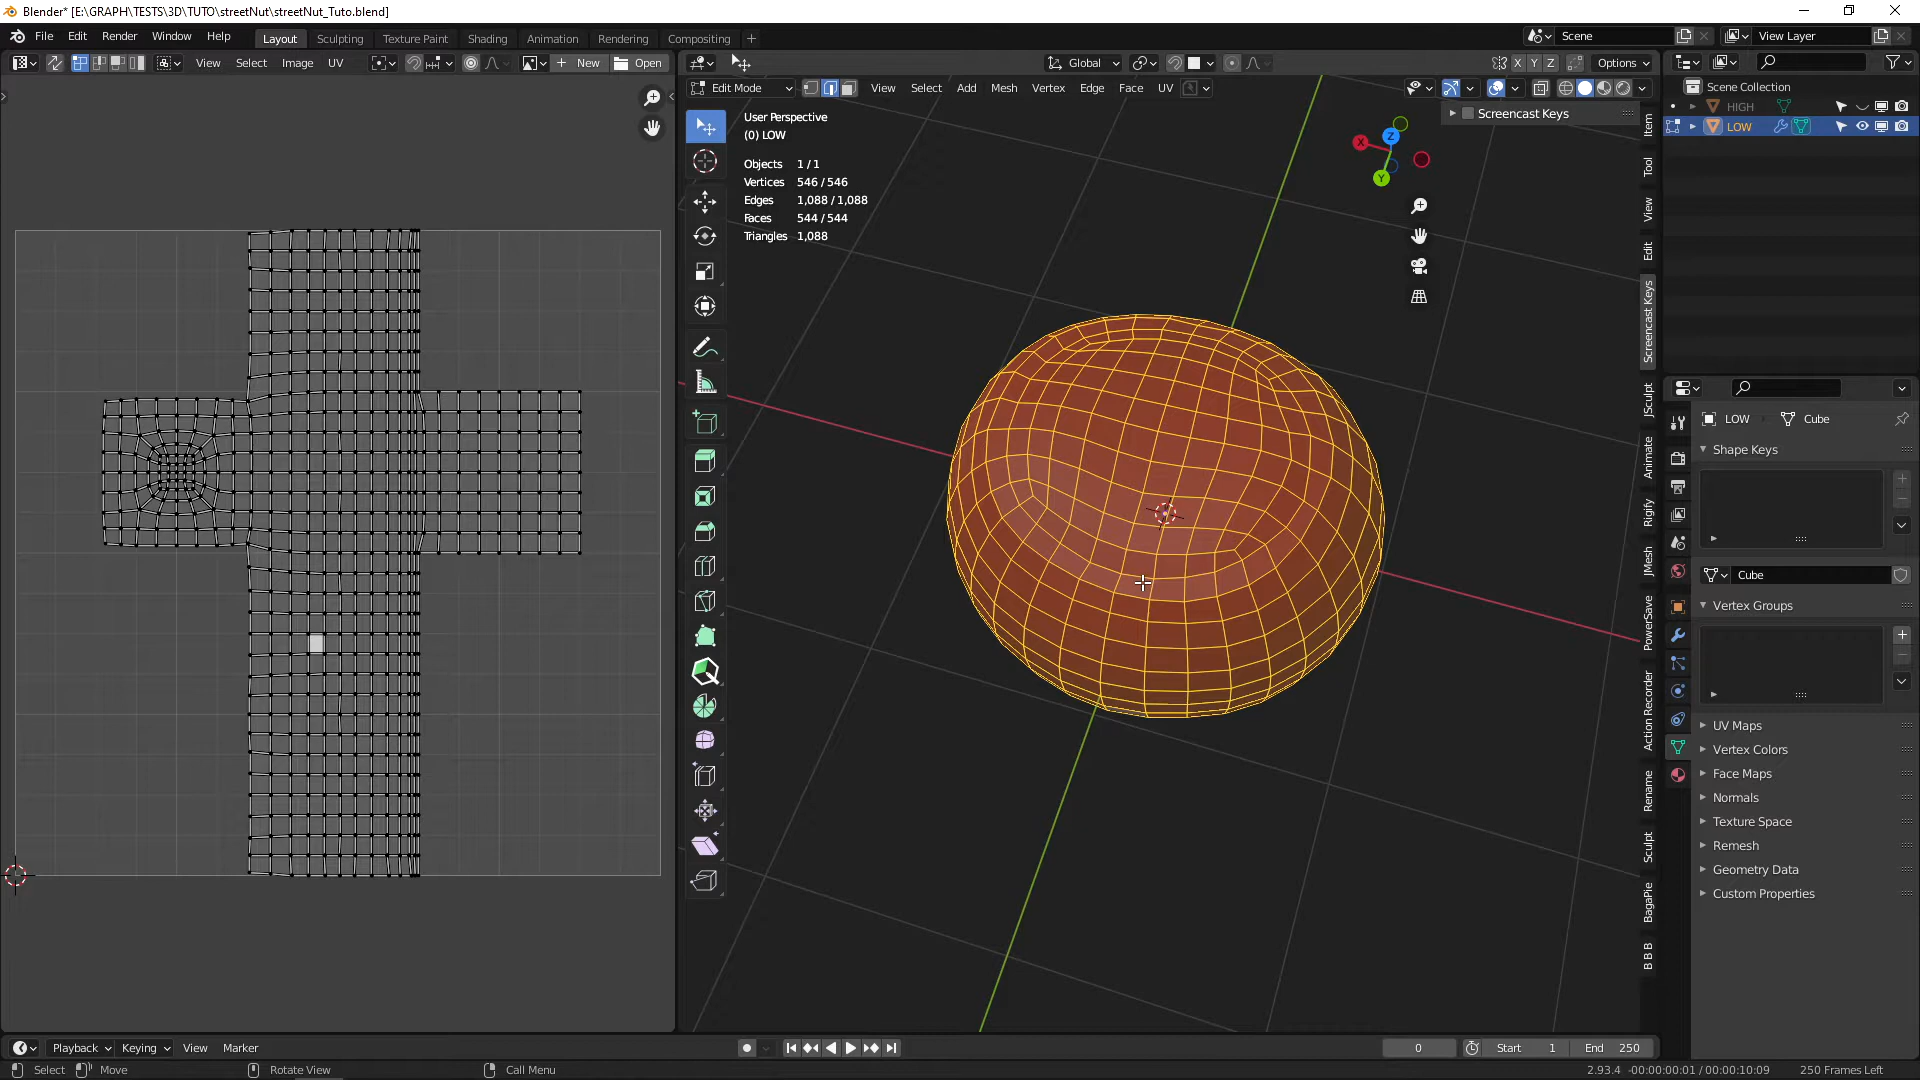 Blender* [E:\GRAPH\TESTS\3D\TUTO\streetNut\streetNut_Tuto.blend]
File Edit Render Window Help Layout Sculpting Texture Paint Shading Animation Rendering Compositing + Scene View Layer
View Select Image UV New Open Global X Y Z Options
Edit Mode View Select Add Mesh Vertex Edge Face UV
Scene Collection
HIGH
LOW
User Perspective
(0) LOW
Screencast Keys
Objects 1 / 1
Vertices 546 / 546
Edges 1,088 / 1,088
Faces 544 / 544
Triangles 1,088
X
Y
Z
Item
Tool
View
Edit
Screencast Keys
JSculpt
Animate
Rigify
JMesh
PowerSave
Action Recorder
Rename
Sculpt
BagaPie
B B B
LOW Cube
Shape Keys
Cube
Vertex Groups
UV Maps
Vertex Colors
Face Maps
Normals
Texture Space
Remesh
Geometry Data
Custom Properties
Playback Keying View Marker 0 Start 1 End 250
Select Move Rotate View Call Menu 2.93.4 -00:00:00:01 / 00:00:10:09 250 Frames Left